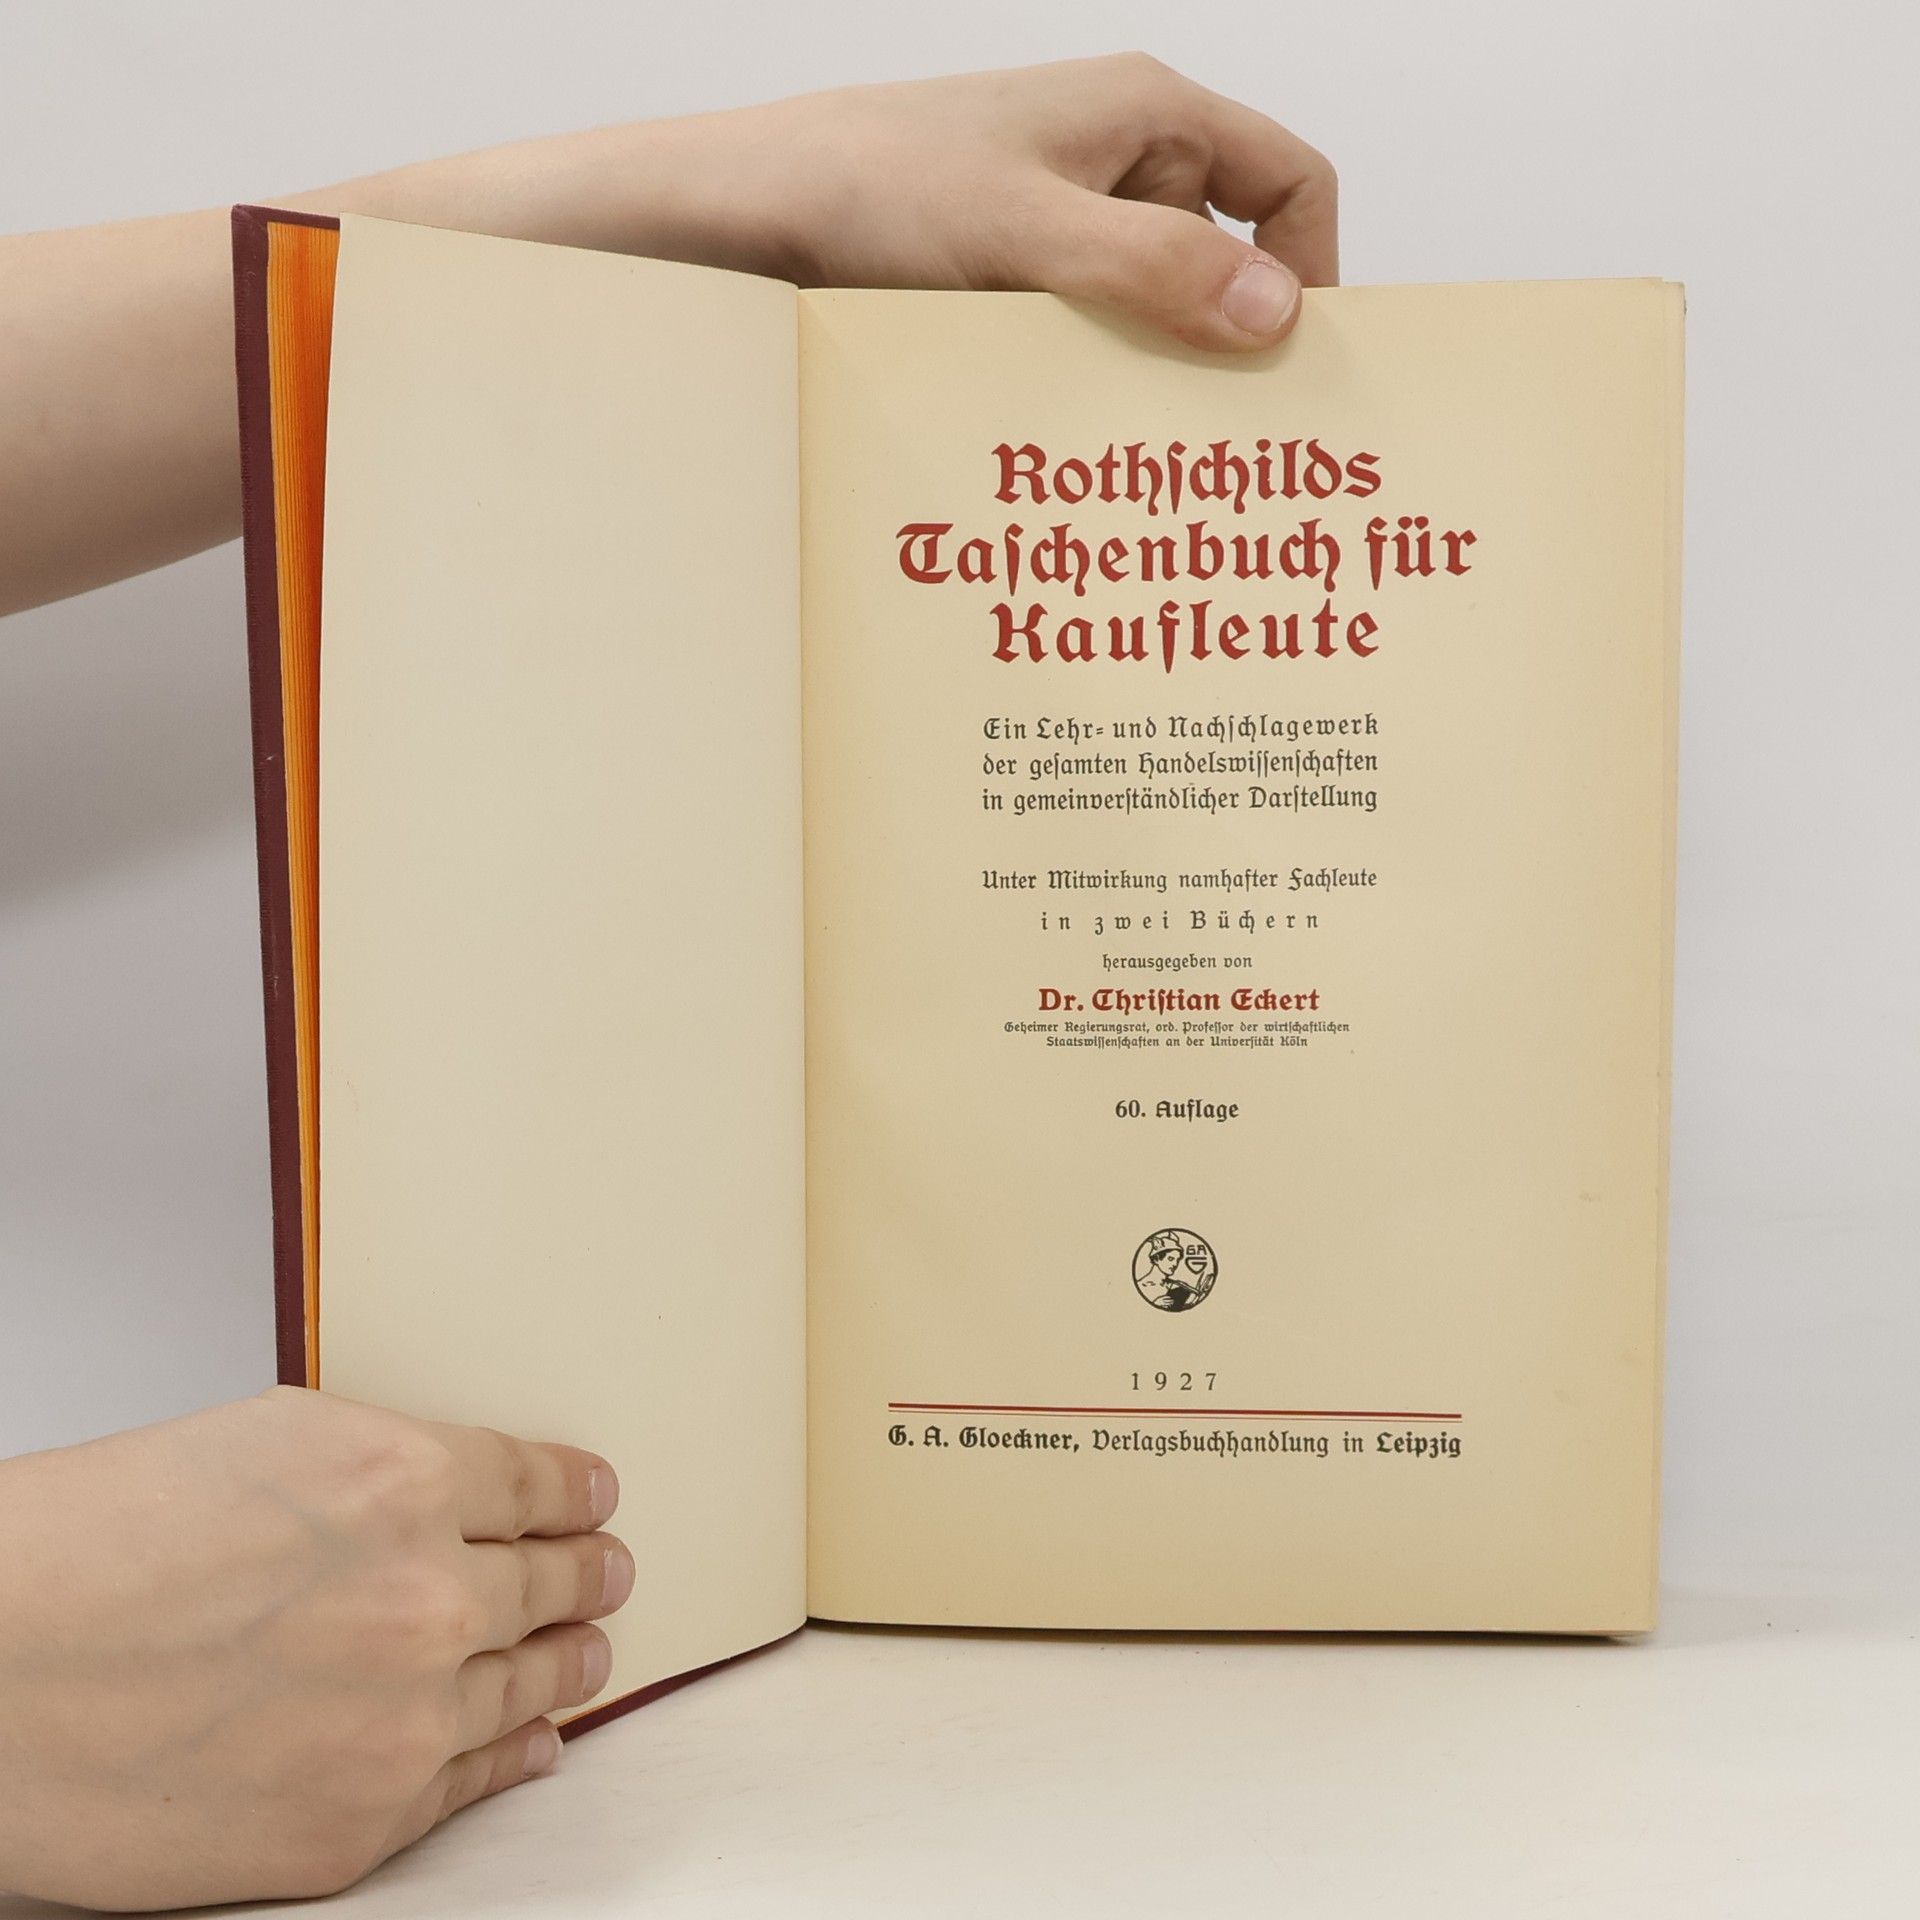 Rothſchilds
Taſchenbuch für
Kaufleute
Ein Lehr- und Nachſchlagewerk
der geſamten Handelswiſſenſchaften
in gemeinverſtändlicher Darſtellung
Unter Mitwirkung namhafter Fachleute
in zwei Büchern
herausgegeben von
Dr. Chriſtian Eckert
Geheimer Regierungsrat, ord. Profeſſor der wirtſchaftlichen
Staatswiſſenſchaften an der Univerſität Köln
60. Auflage
GA
G
1927
G. A. Gloeckner, Verlagsbuchhandlung in Leipzig